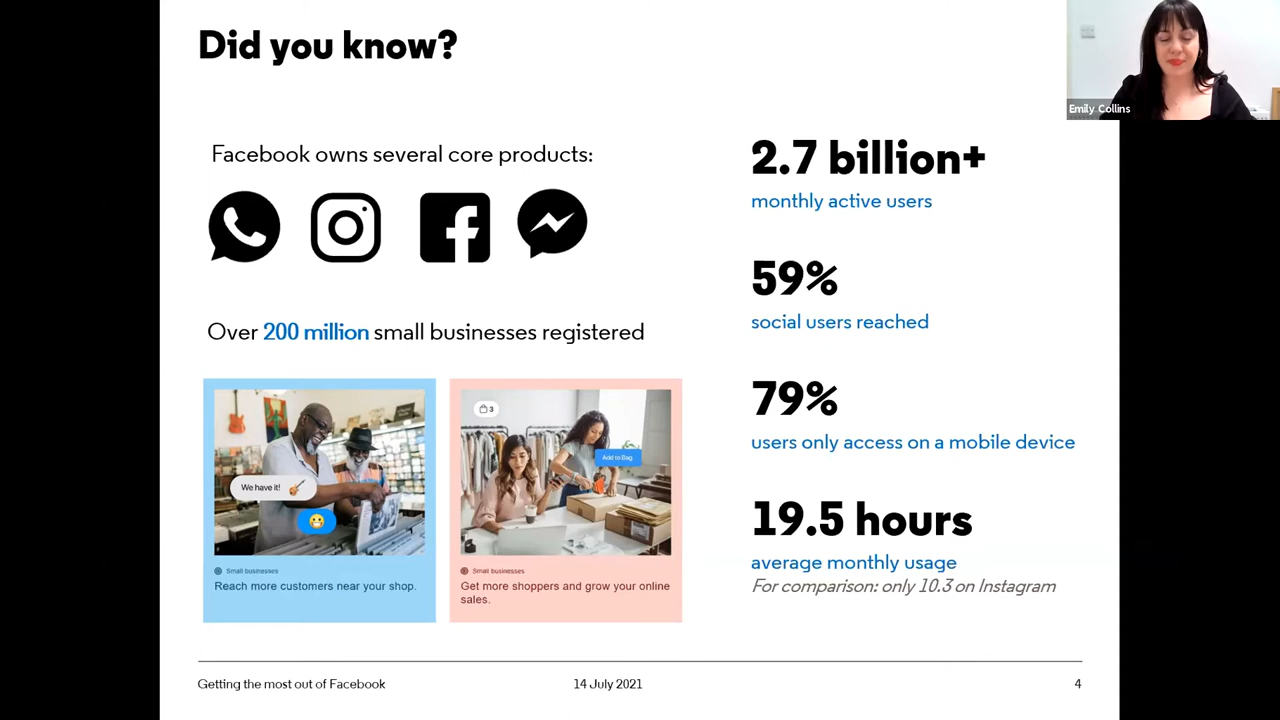 Did you know?
Emily Collins
Facebook owns several core products:
Over 200 million small businesses registered
We have it!
Small businesses
Reach more customers near your shop.
3
Add to Bag
Small businesses
Get more shoppers and grow your online
sales.
2.7 billion+
monthly active users
59%
social users reached
79%
users only access on a mobile device
19.5 hours
average monthly usage
For comparison: only 10.3 on Instagram
Getting the most out of Facebook
14 July 2021
4